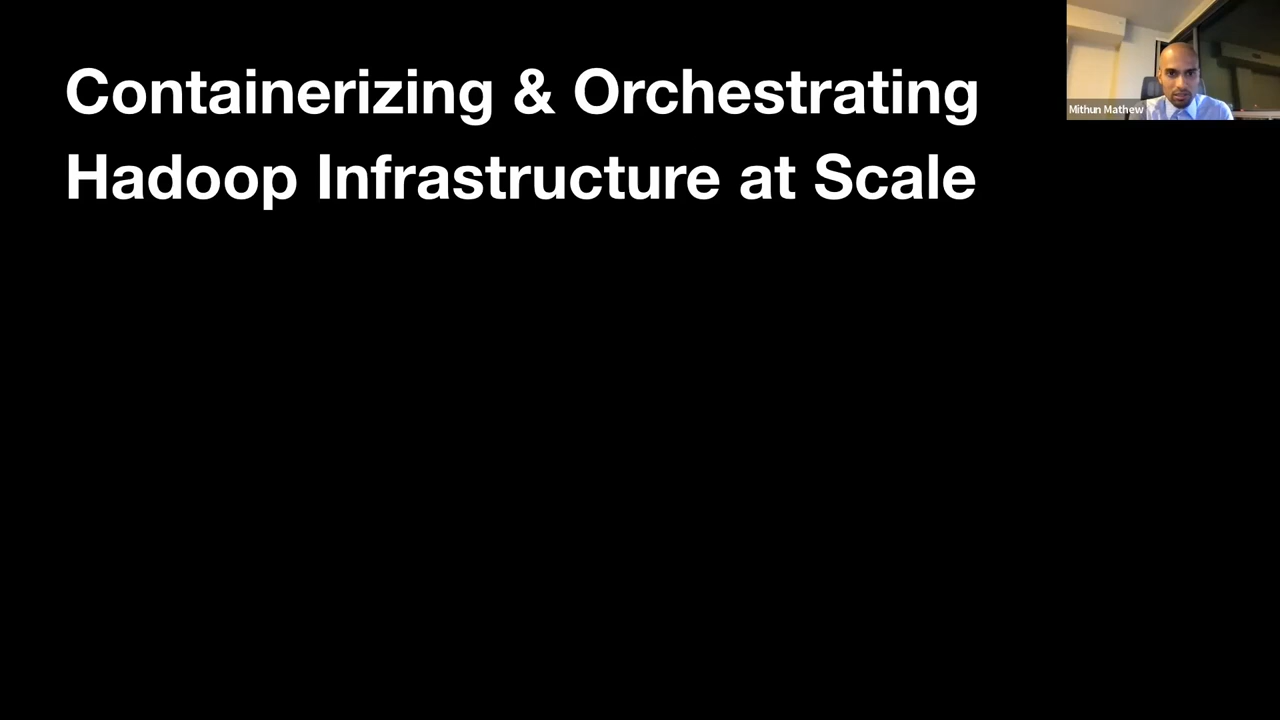 Containerizing & Orchestrating
Hadoop Infrastructure at Scale
Mithun Mathew